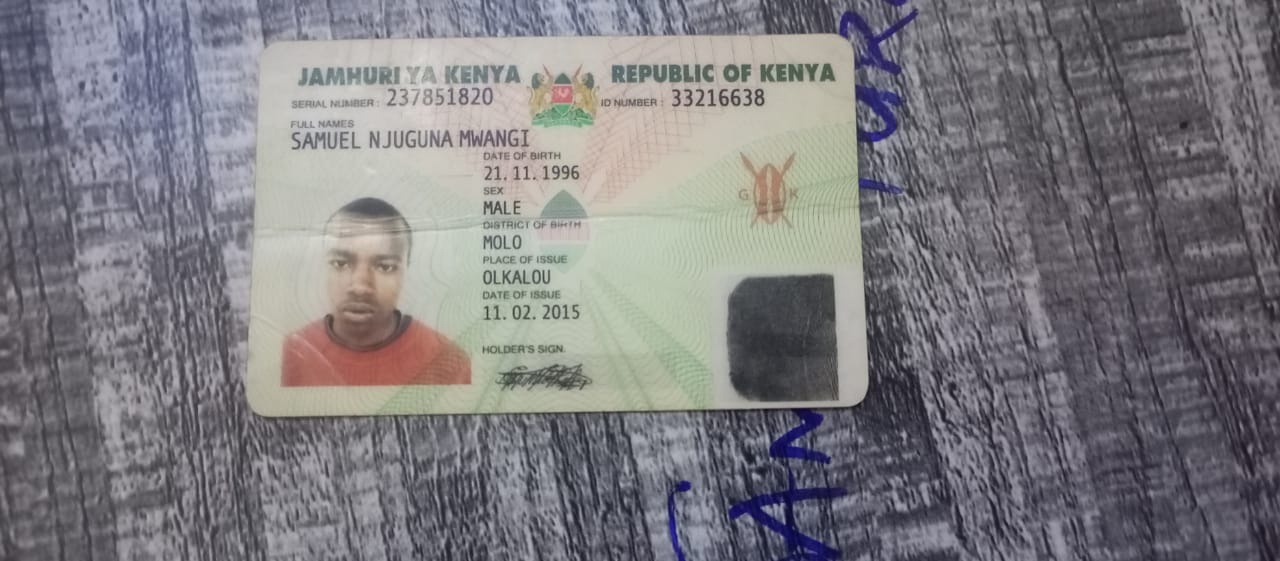 JAMHURI YA KENYA REPUBLIC OF KENYA
SERIAL NUMBER: 237851820 ID NUMBER: 33216638
FULL NAMES
SAMUEL NJUGUNA MWANGI
DATE OF BIRTH
21.11.1996
SEX
MALE
G K
DISTRICT OF BIRTH
MOLO
PLACE OF ISSUE
OLKALOU
DATE OF ISSUE
11.02.2015
HOLDER'S SIGN.